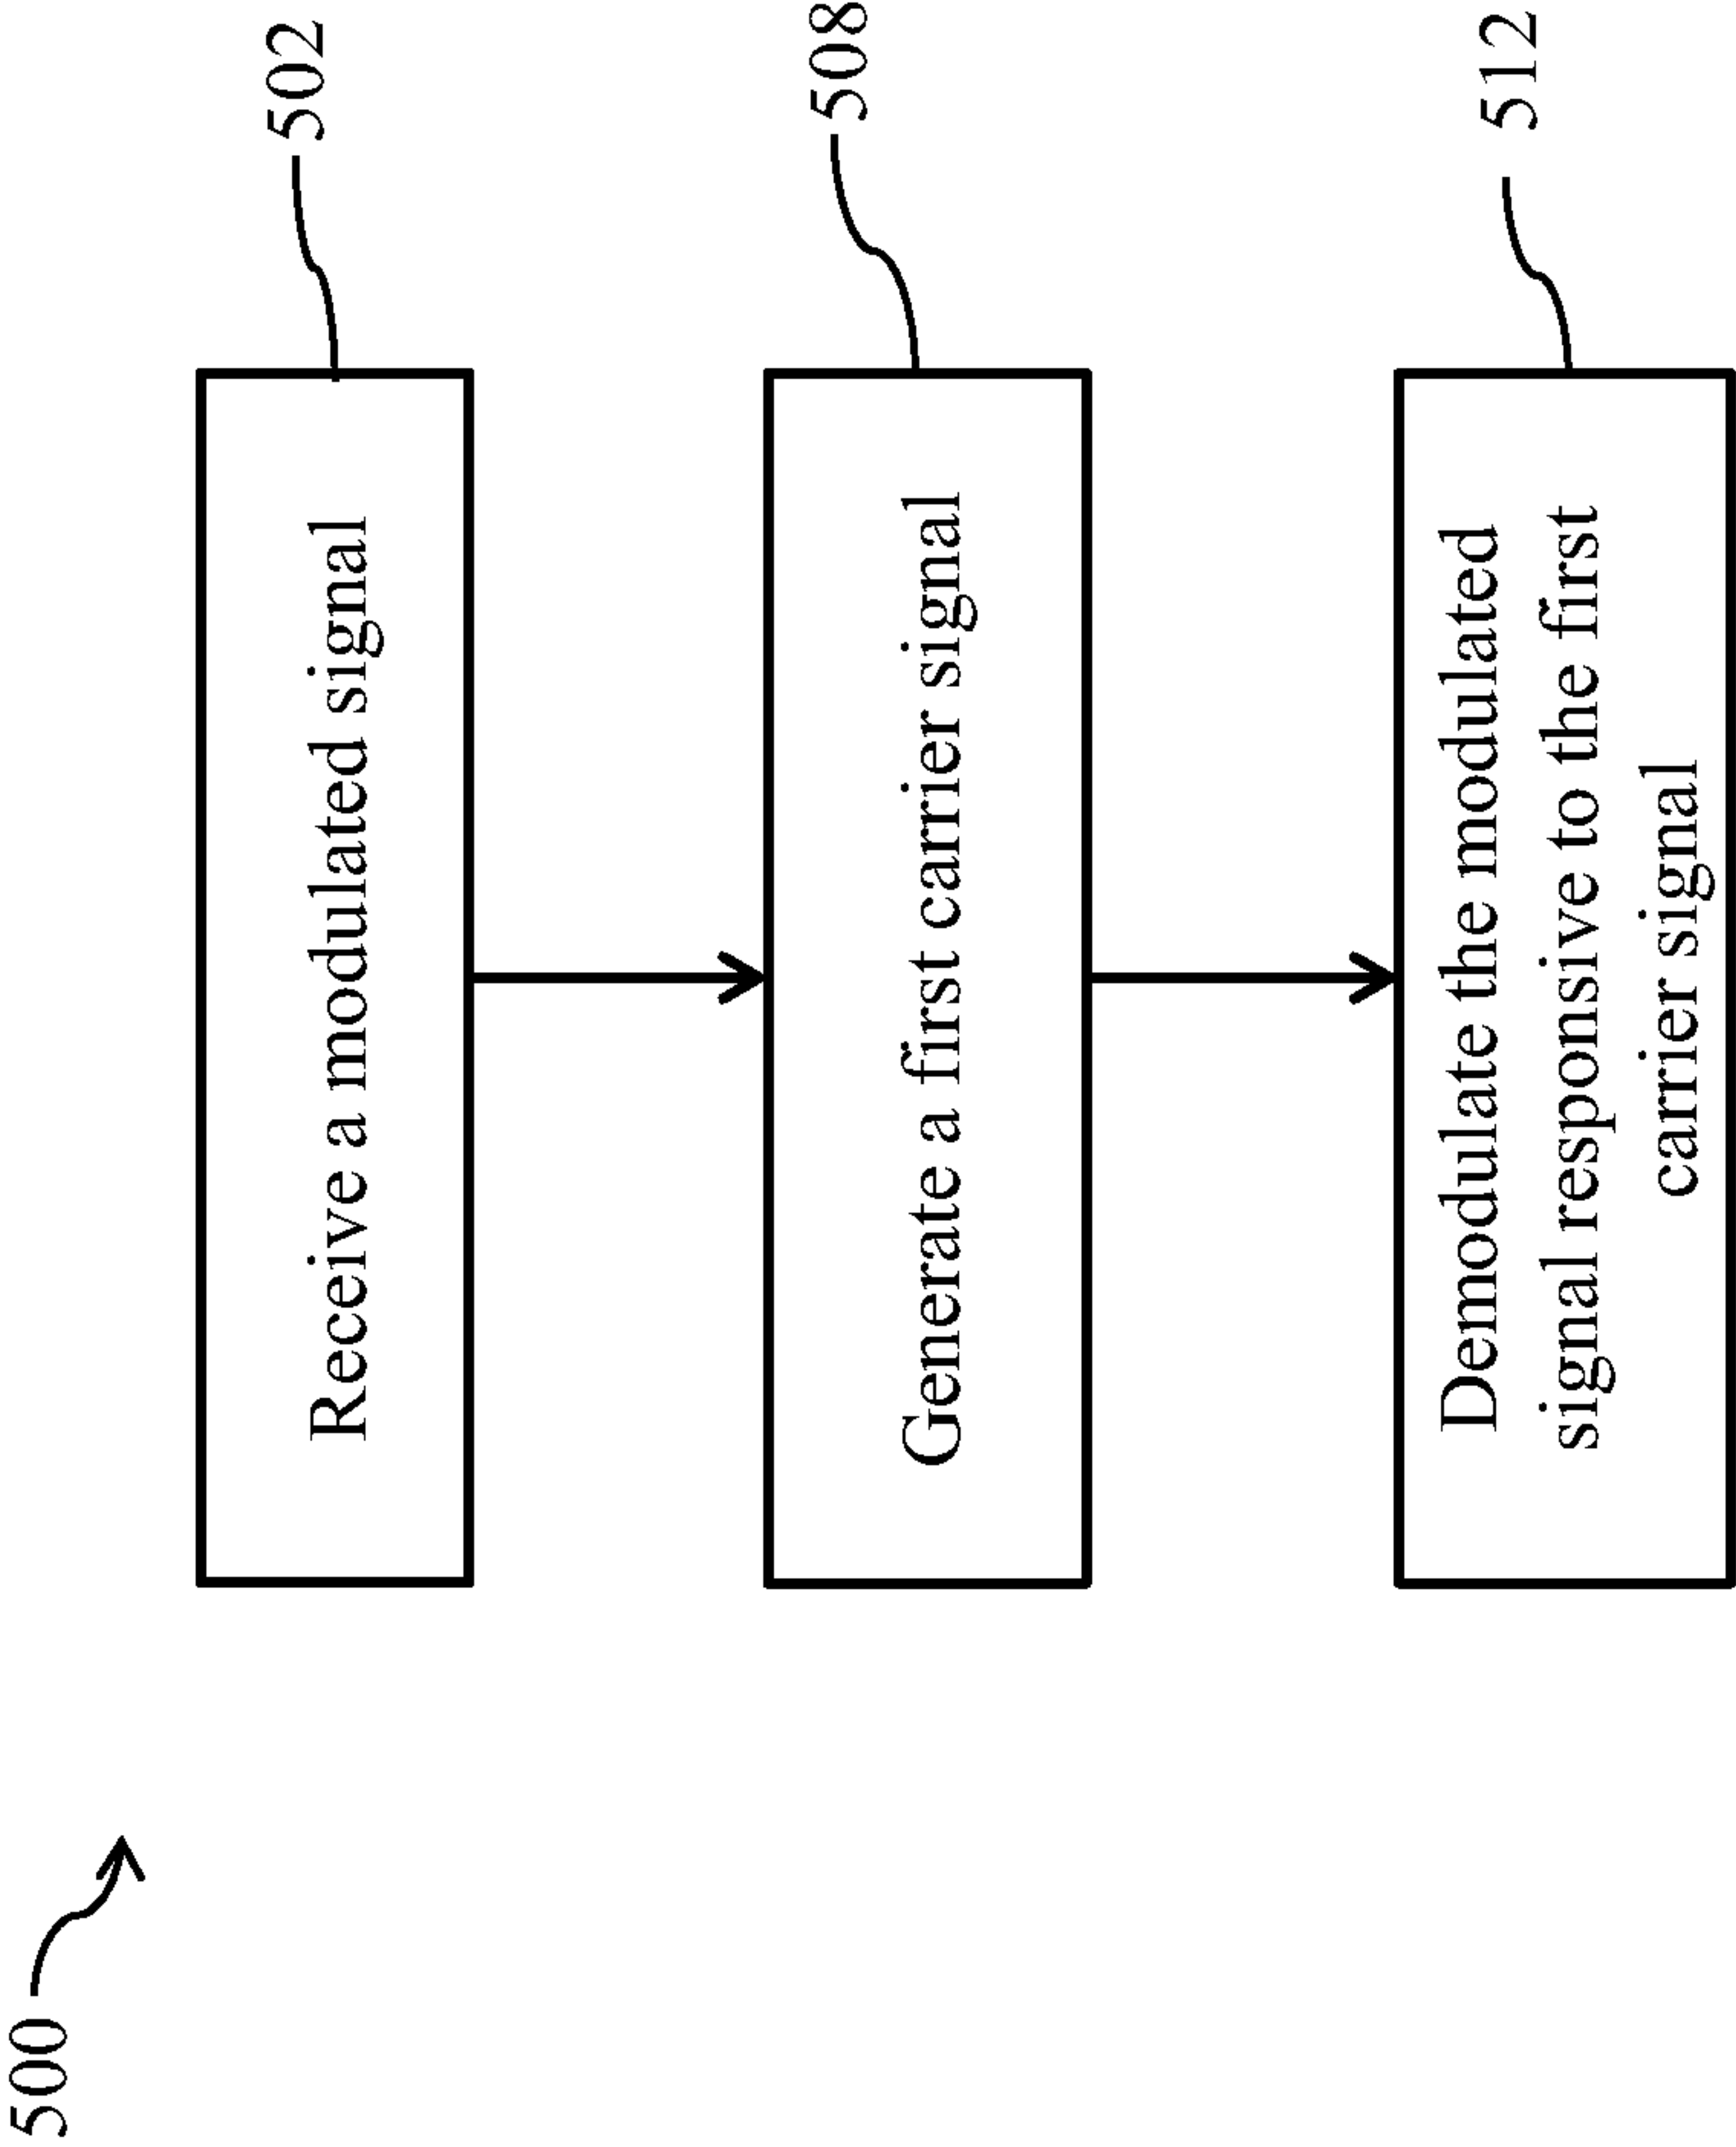 500
502
Receive a modulated signal
508
Generate a first carrier signal
512
Demodulate the modulated
signal responsive to the first
carrier signal